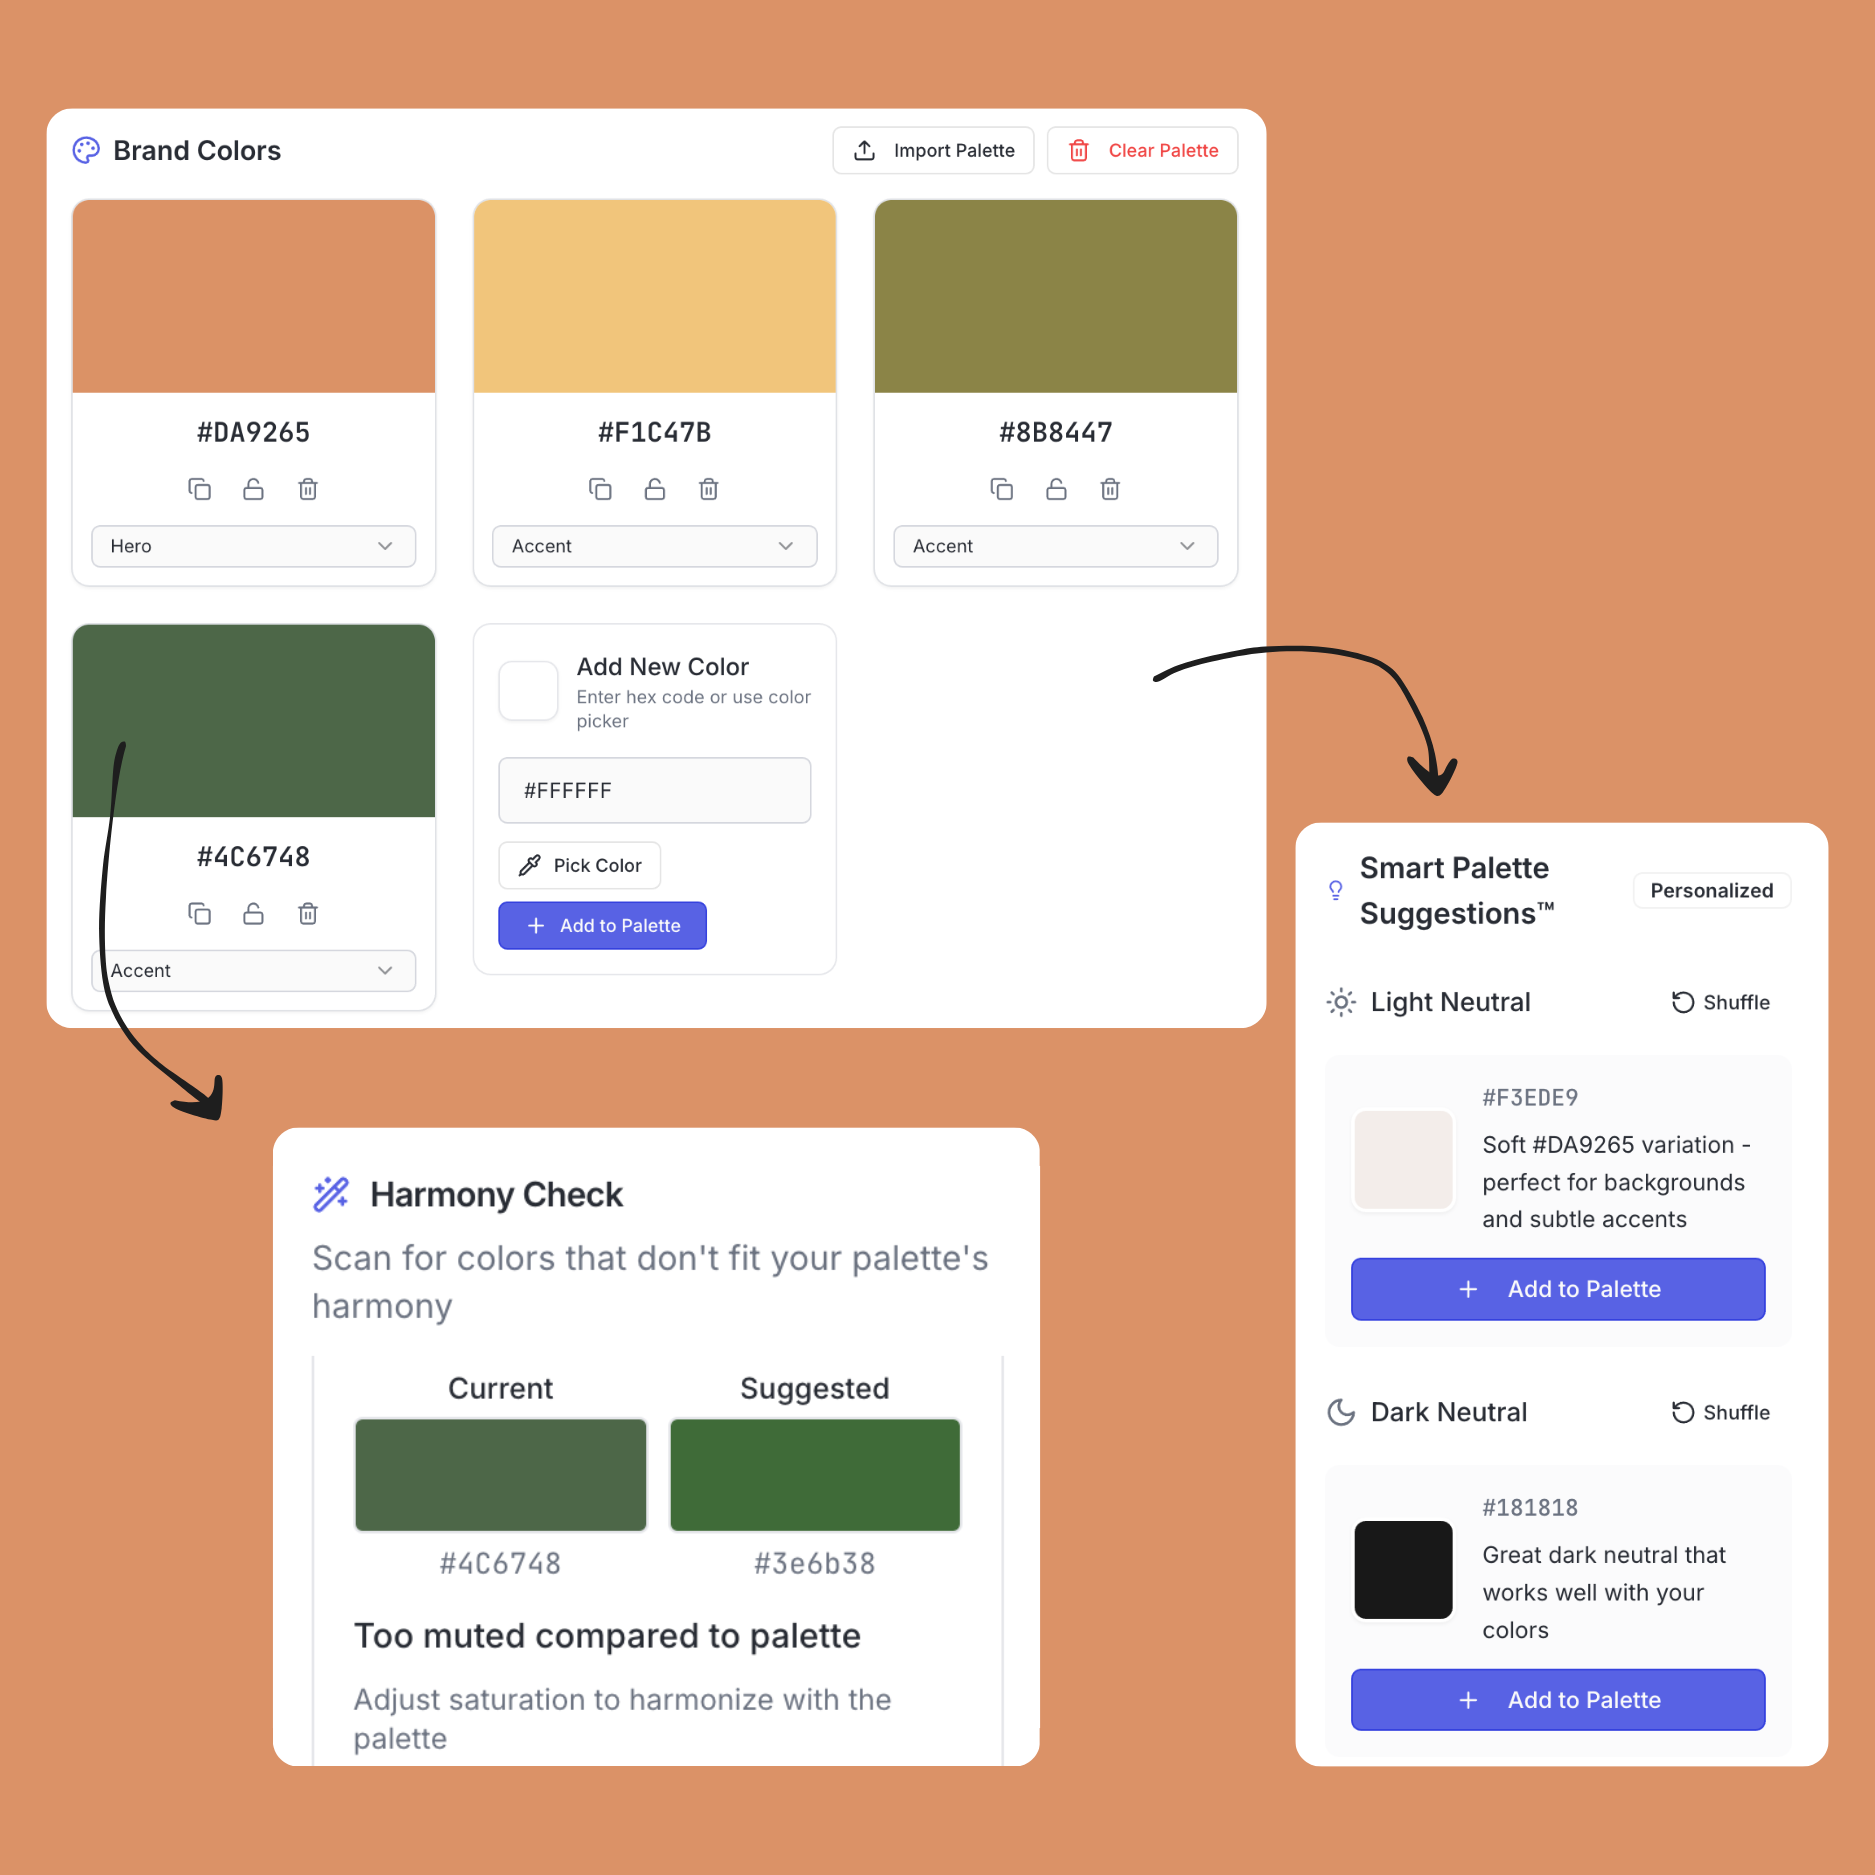 Brand Colors
Import Palette
Clear Palette
#DA9265
#F1C47B
#8B8447
Hero
Accent
Accent
#4C6748
Accent
Add New Color
Enter hex code or use color
picker
#FFFFFF
Pick Color
Add to Palette
Harmony Check
Scan for colors that don't fit your palette's
harmony
Current
Suggested
#4C6748
#3e6b38
Too muted compared to palette
Adjust saturation to harmonize with the
palette
Smart Palette
Suggestions™
Personalized
Light Neutral
Shuffle
#F3EDE9
Soft #DA9265 variation -
perfect for backgrounds
and subtle accents
Add to Palette
Dark Neutral
Shuffle
#181818
Great dark neutral that
works well with your
colors
Add to Palette